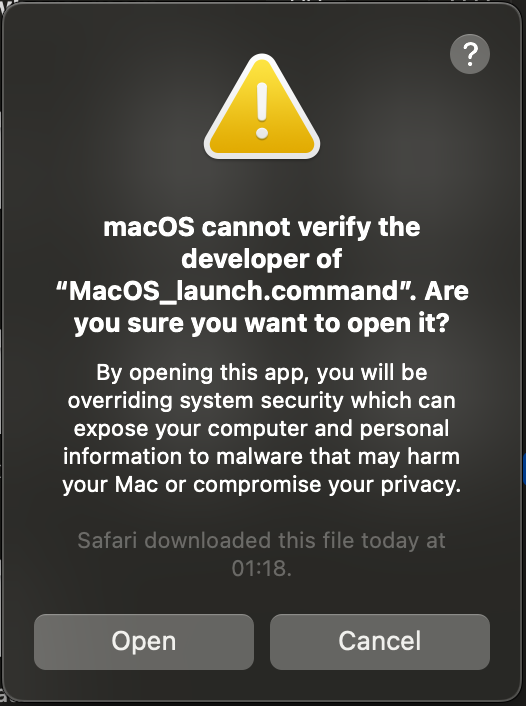 ?
macOS cannot verify the
developer of
“MacOS_launch.command”. Are
you sure you want to open it?
By opening this app, you will be
overriding system security which can
expose your computer and personal
information to malware that may harm
your Mac or compromise your privacy.
Safari downloaded this file today at
01:18.
Open
Cancel